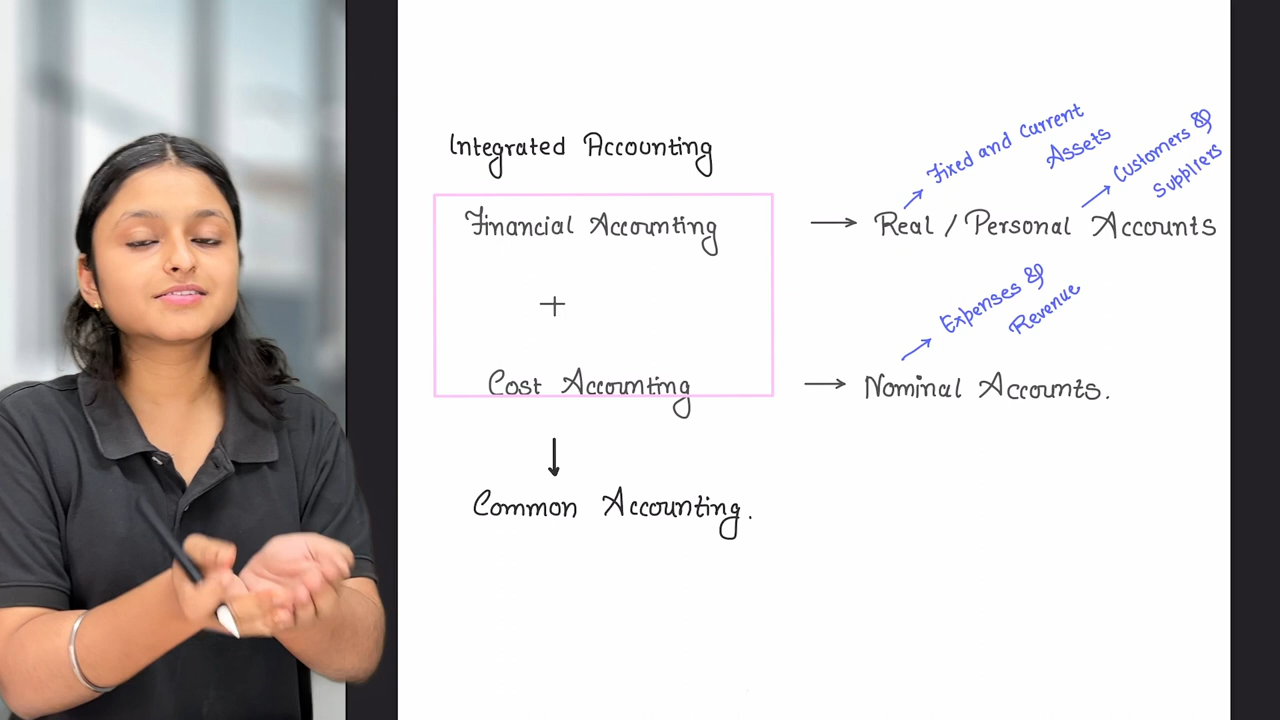 Integrated Accounting
Financial Accounting
+
Cost Accounting
Common Accounting.
Fixed and Current
Assets
Customers &
Suppliers
Real / Personal Accounts
Expenses &
Revenue
Nominal Accounts.